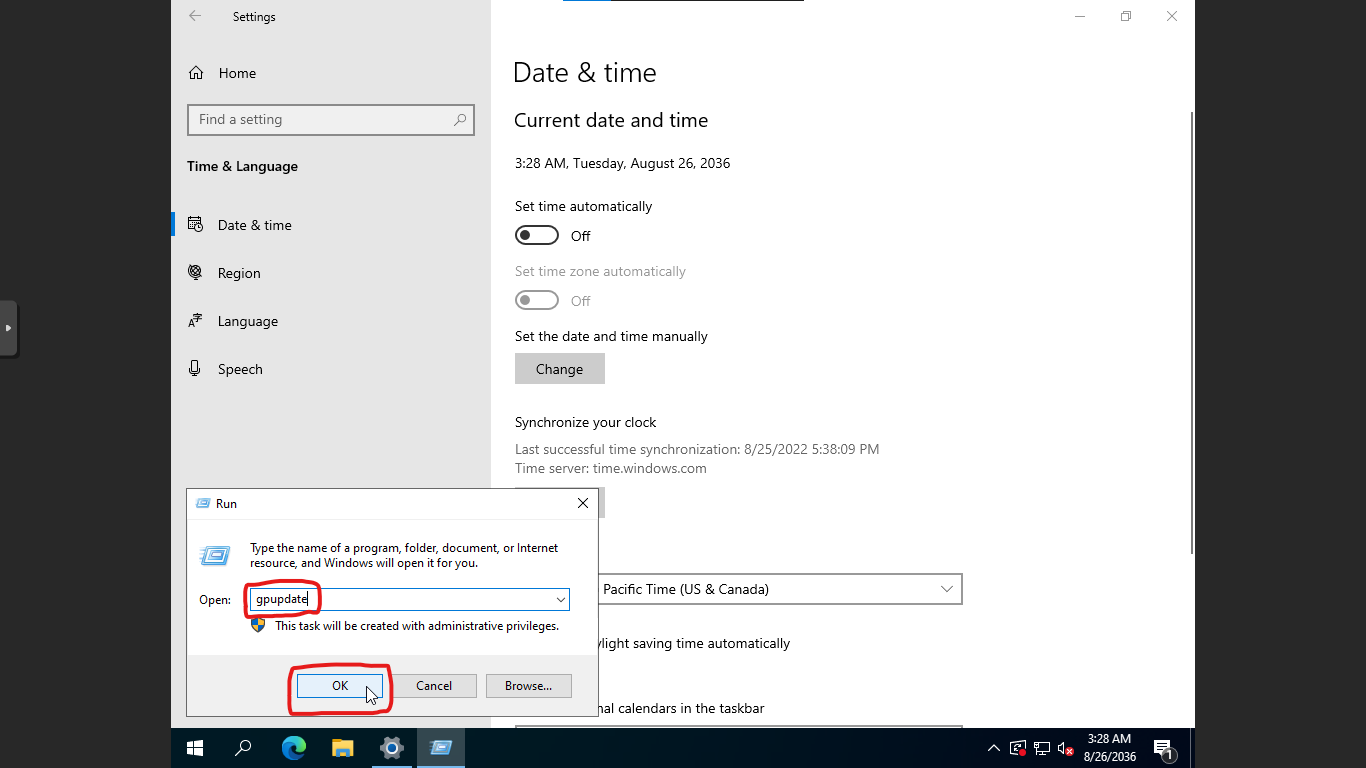 Settings
Home
Find a setting
Time & Language
Date & time
Region
Language
Speech
Date & time
Current date and time
3:28 AM, Tuesday, August 26, 2036
Set time automatically
Off
Set time zone automatically
Off
Set the date and time manually
Change
Synchronize your clock
Last successful time synchronization: 8/25/2022 5:38:09 PM
Time server: time.windows.com
Pacific Time (US & Canada)
light saving time automatically
nal calendars in the taskbar
Run
Type the name of a program, folder, document, or Internet
resource, and Windows will open it for you.
Open: gpupdate
This task will be created with administrative privileges.
OK Cancel Browse...
3:28 AM
8/26/2036
1